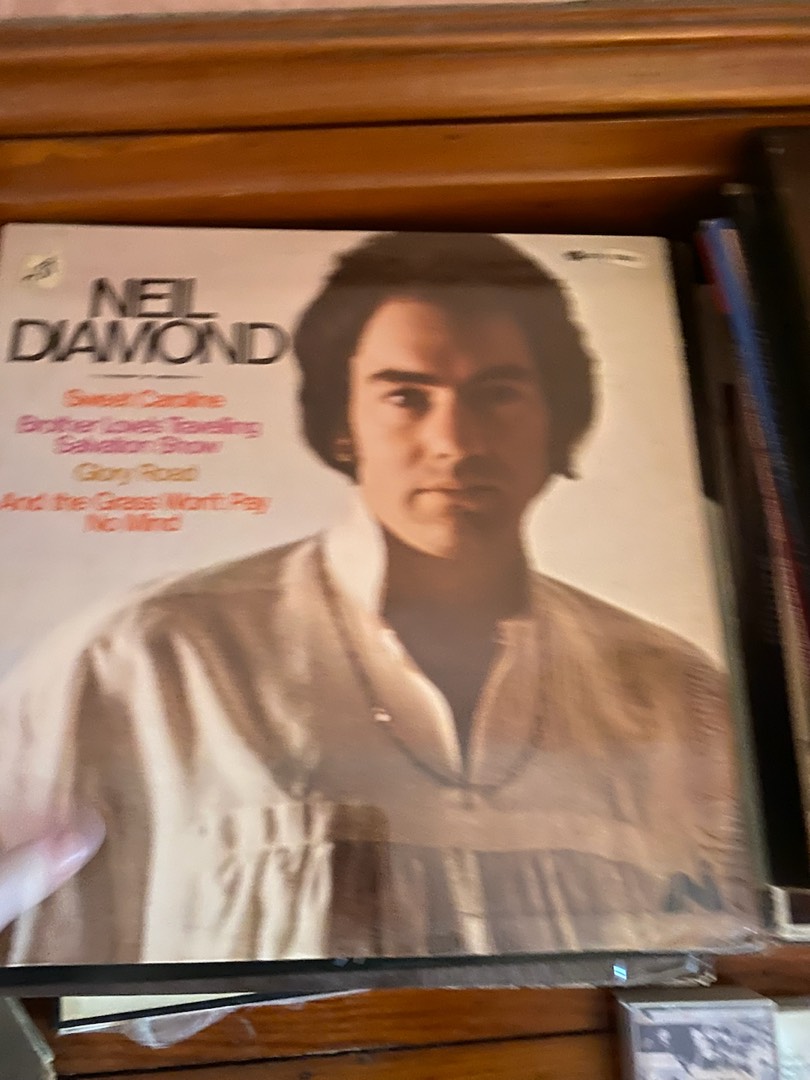 NEIL
DIAMOND
Sweet Caroline
Brother Love's Traveling
Salvation Show
Glory Road
And the Grass Won't Pay
No Mind